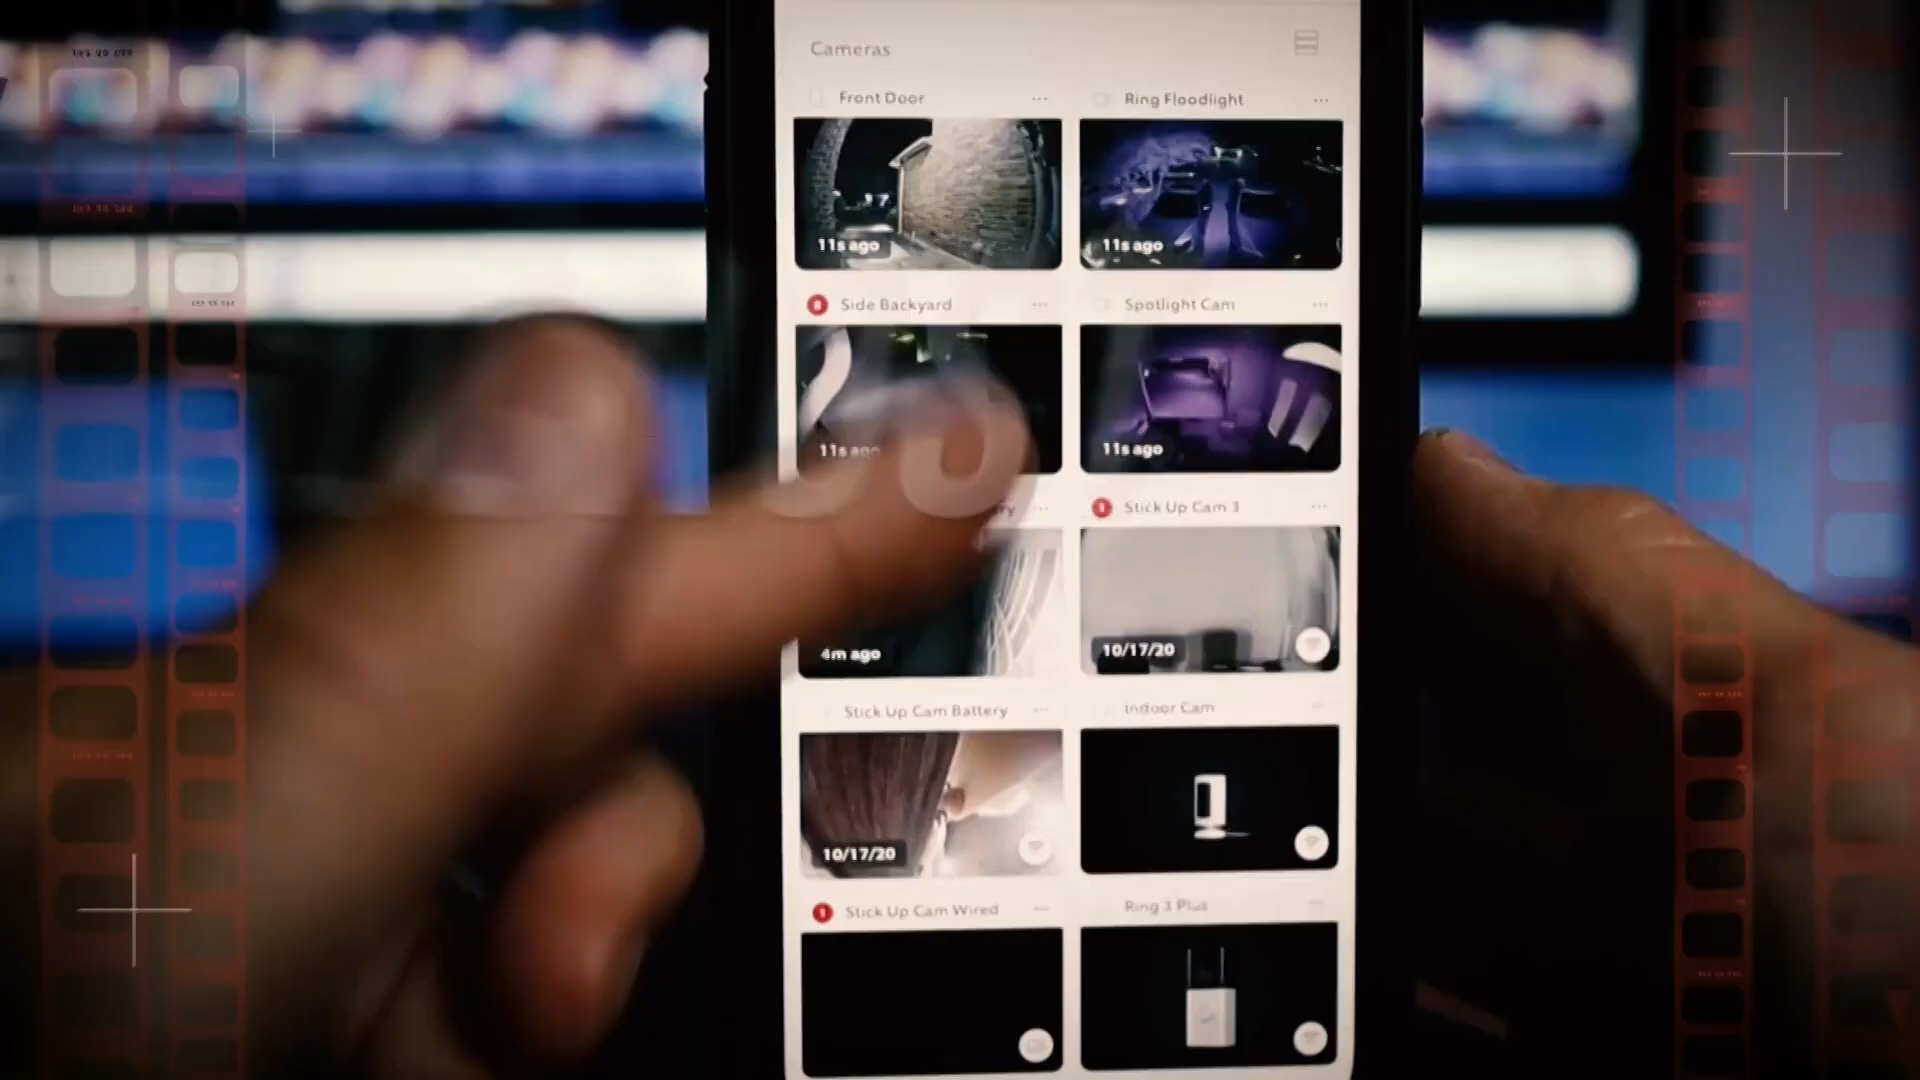 Cameras
Front Door
Ring Floodlight
11s ago
11s ago
Side Backyard
Spotlight Cam
11s ago
11s ago
Stick Up Cam 3
4m ago
10/17/20
Stick Up Cam Battery
Indoor Cam
10/17/20
Stick Up Cam Wired
Ring 3 Plus